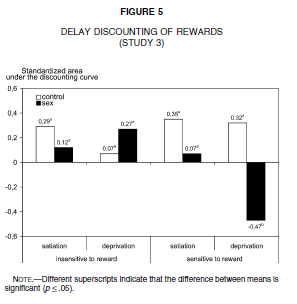 FIGURE 5
DELAY DISCOUNTING OF REWARDS
(STUDY 3)
Standardized area
under the discounting curve
0,6
control
sex
0,4
0,2
0
-0,2
-0,4
-0,6
0,29ᵃ
0,12ᵃ
0,07ᵃ
0,27ᵃ
0,35ᵃ
0,07ᵃ
0,32ᵃ
-0,47ᵇ
satiation deprivation satiation deprivation
insensitive to reward sensitive to reward
NOTE.—Different superscripts indicate that the difference between means is
significant (p ≤ .05).